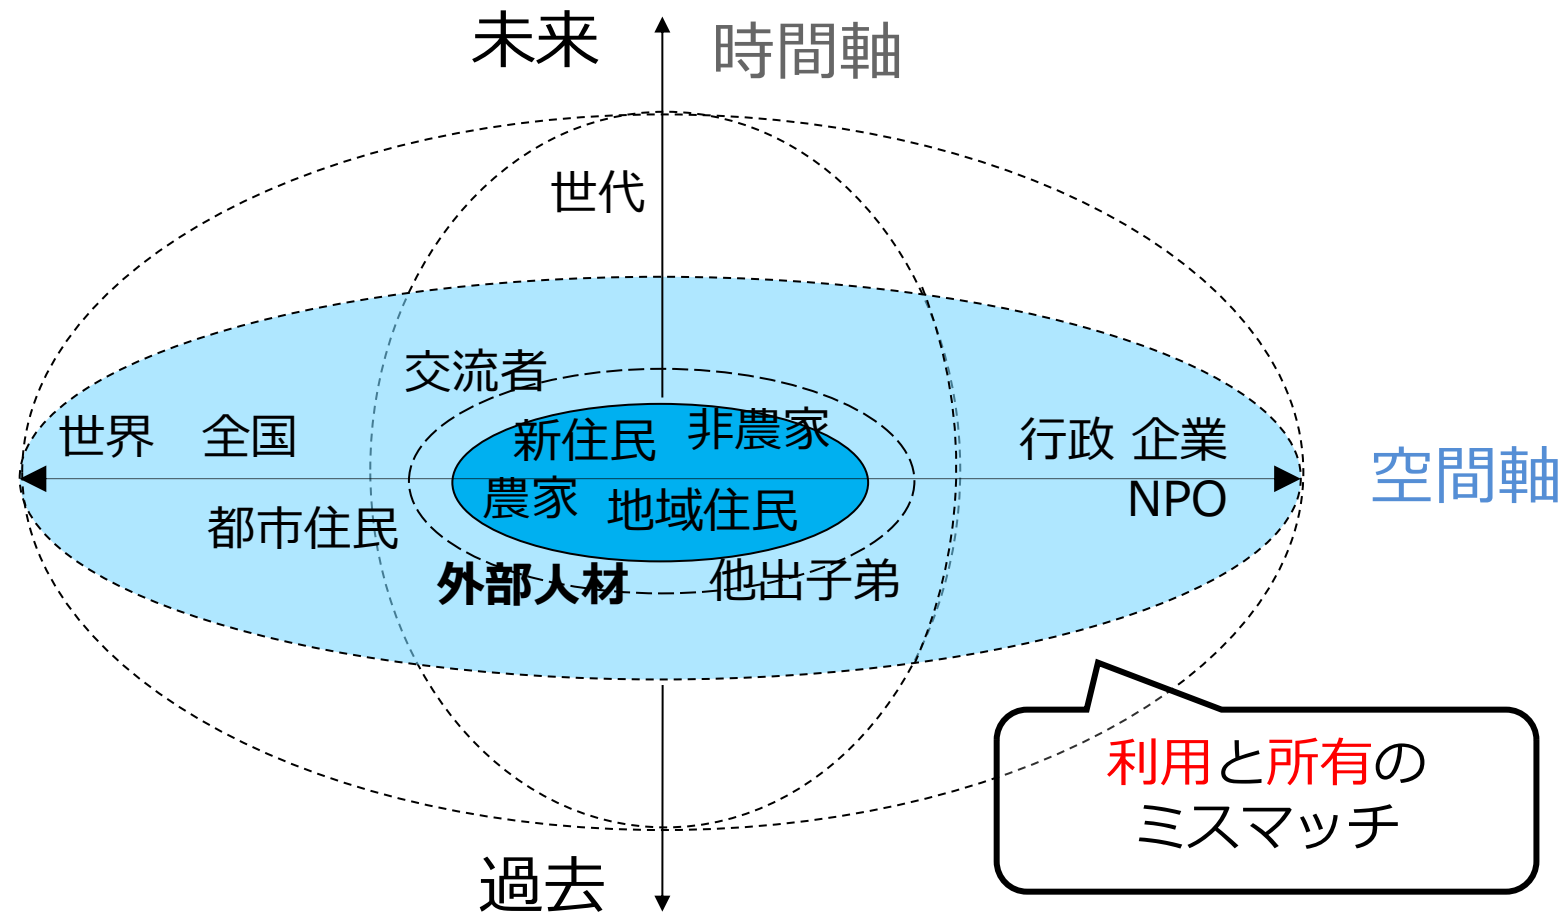 未来
時間軸
世代
交流者
世界 全国
新住民
非農家
行政 企業
NPO
空間軸
農家
地域住民
都市住民
外部人材
他出子弟
利用と所有の
ミスマッチ
過去